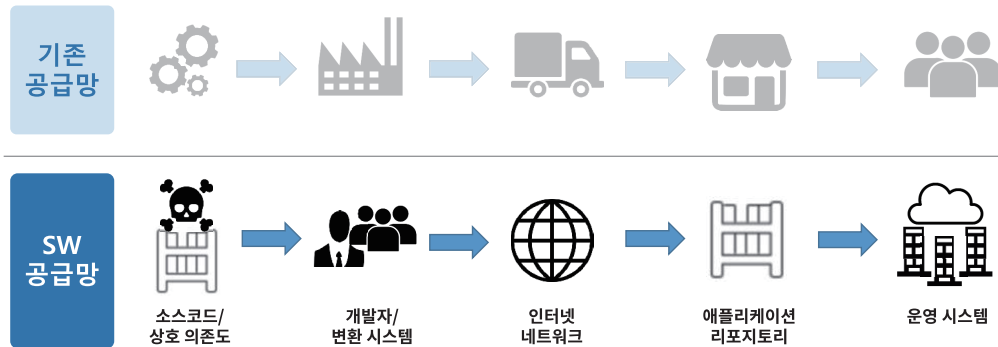 기존
공급망
SW
공급망
소스코드/
상호 의존도
개발자/
변환 시스템
인터넷
네트워크
애플리케이션
리포지토리
운영 시스템